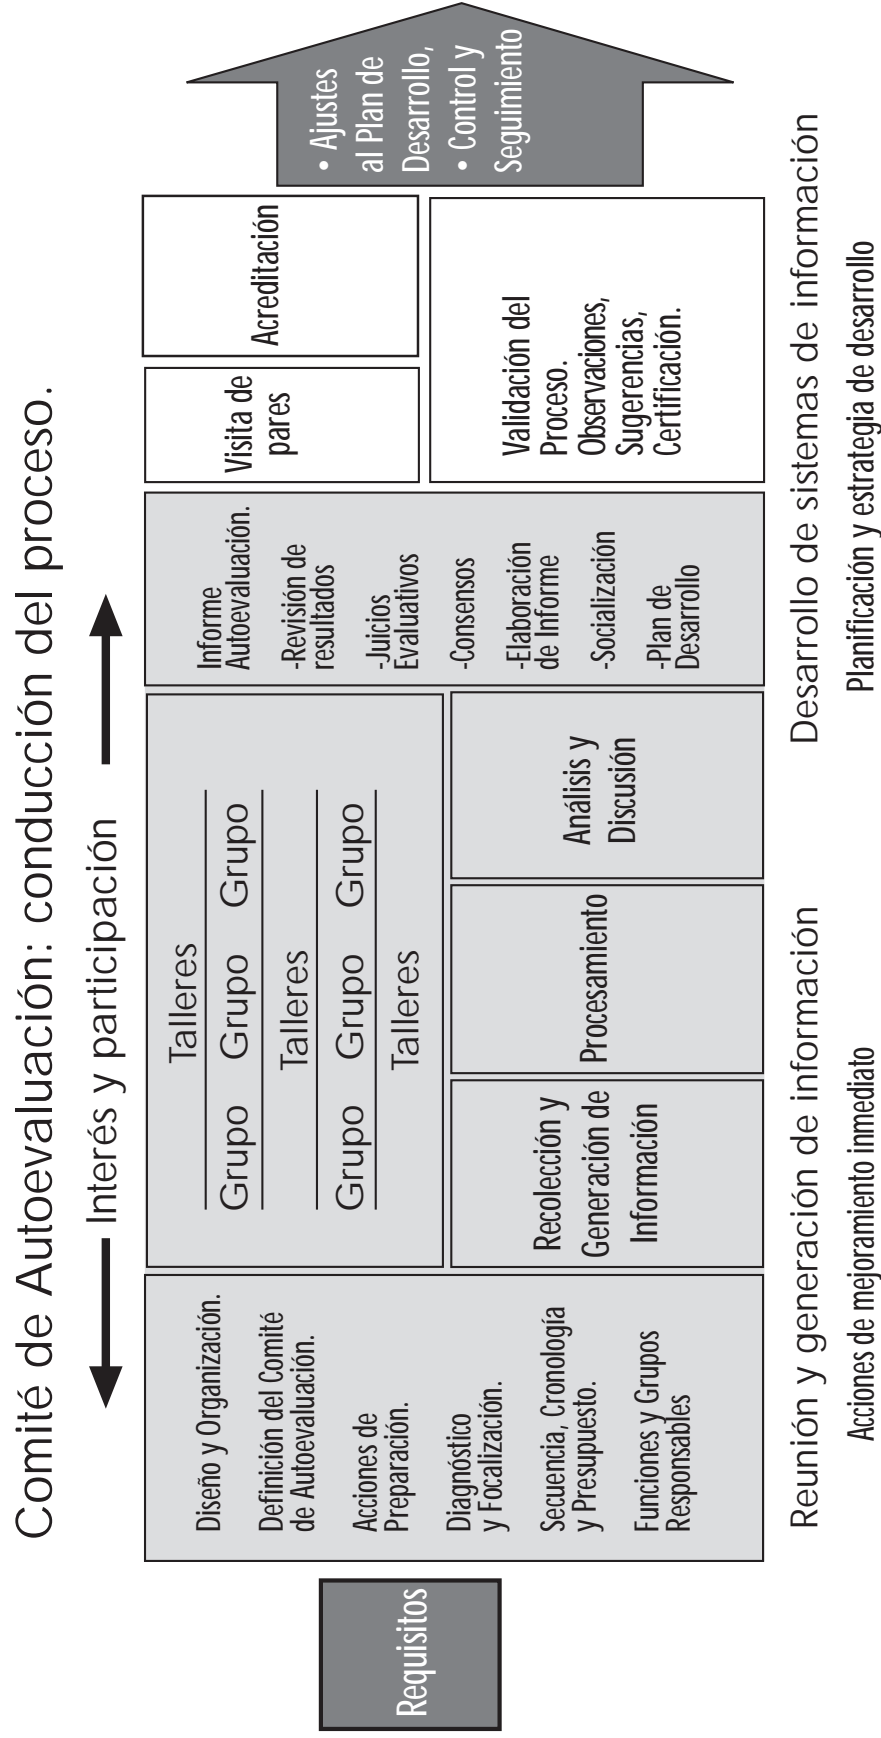 Comité de Autoevaluación: conducción del proceso.
Interés y participación
Requisitos
Diseño y Organización.
Definición del Comité
de Autoevaluación.
Acciones de
Preparación.
Diagnóstico
y Focalización.
Secuencia, Cronología
y Presupuesto.
Funciones y Grupos
Responsables
Talleres
Grupo Grupo Grupo
Talleres
Grupo Grupo Grupo
Talleres
Recolección y
Generación de
Información
Procesamiento
Análisis y
Discusión
Informe
Autoevaluación.
-Revisión de
resultados
-Juicios
Evaluativos
-Consensos
-Elaboración
de Informe
-Socialización
-Plan de
Desarrollo
Visita de
pares
Acreditación
Validación del
Proceso.
Observaciones,
Sugerencias,
Certificación.
• Ajustes
al Plan de
Desarrollo,
• Control y
Seguimiento
Reunión y generación de información
Desarrollo de sistemas de información
Acciones de mejoramiento inmediato
Planificación y estrategia de desarrollo